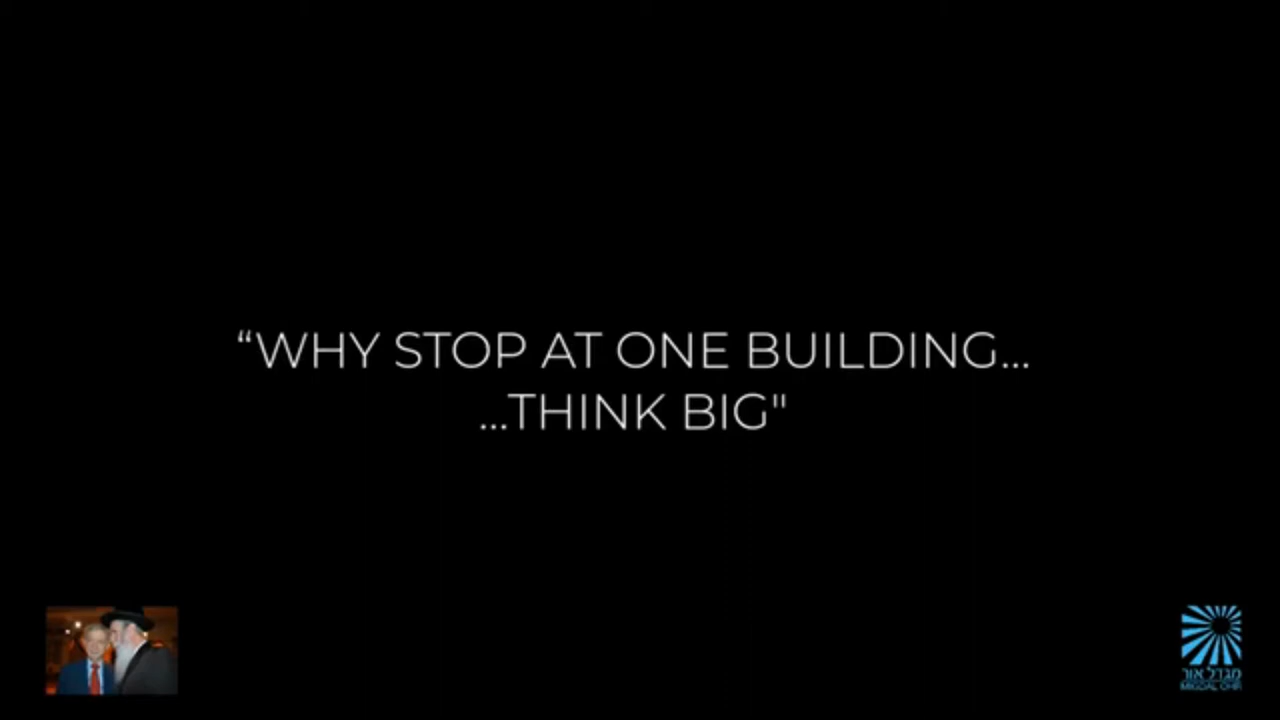 “WHY STOP AT ONE BUILDING...
...THINK BIG"
מגדל אור
MIGDAL OHR